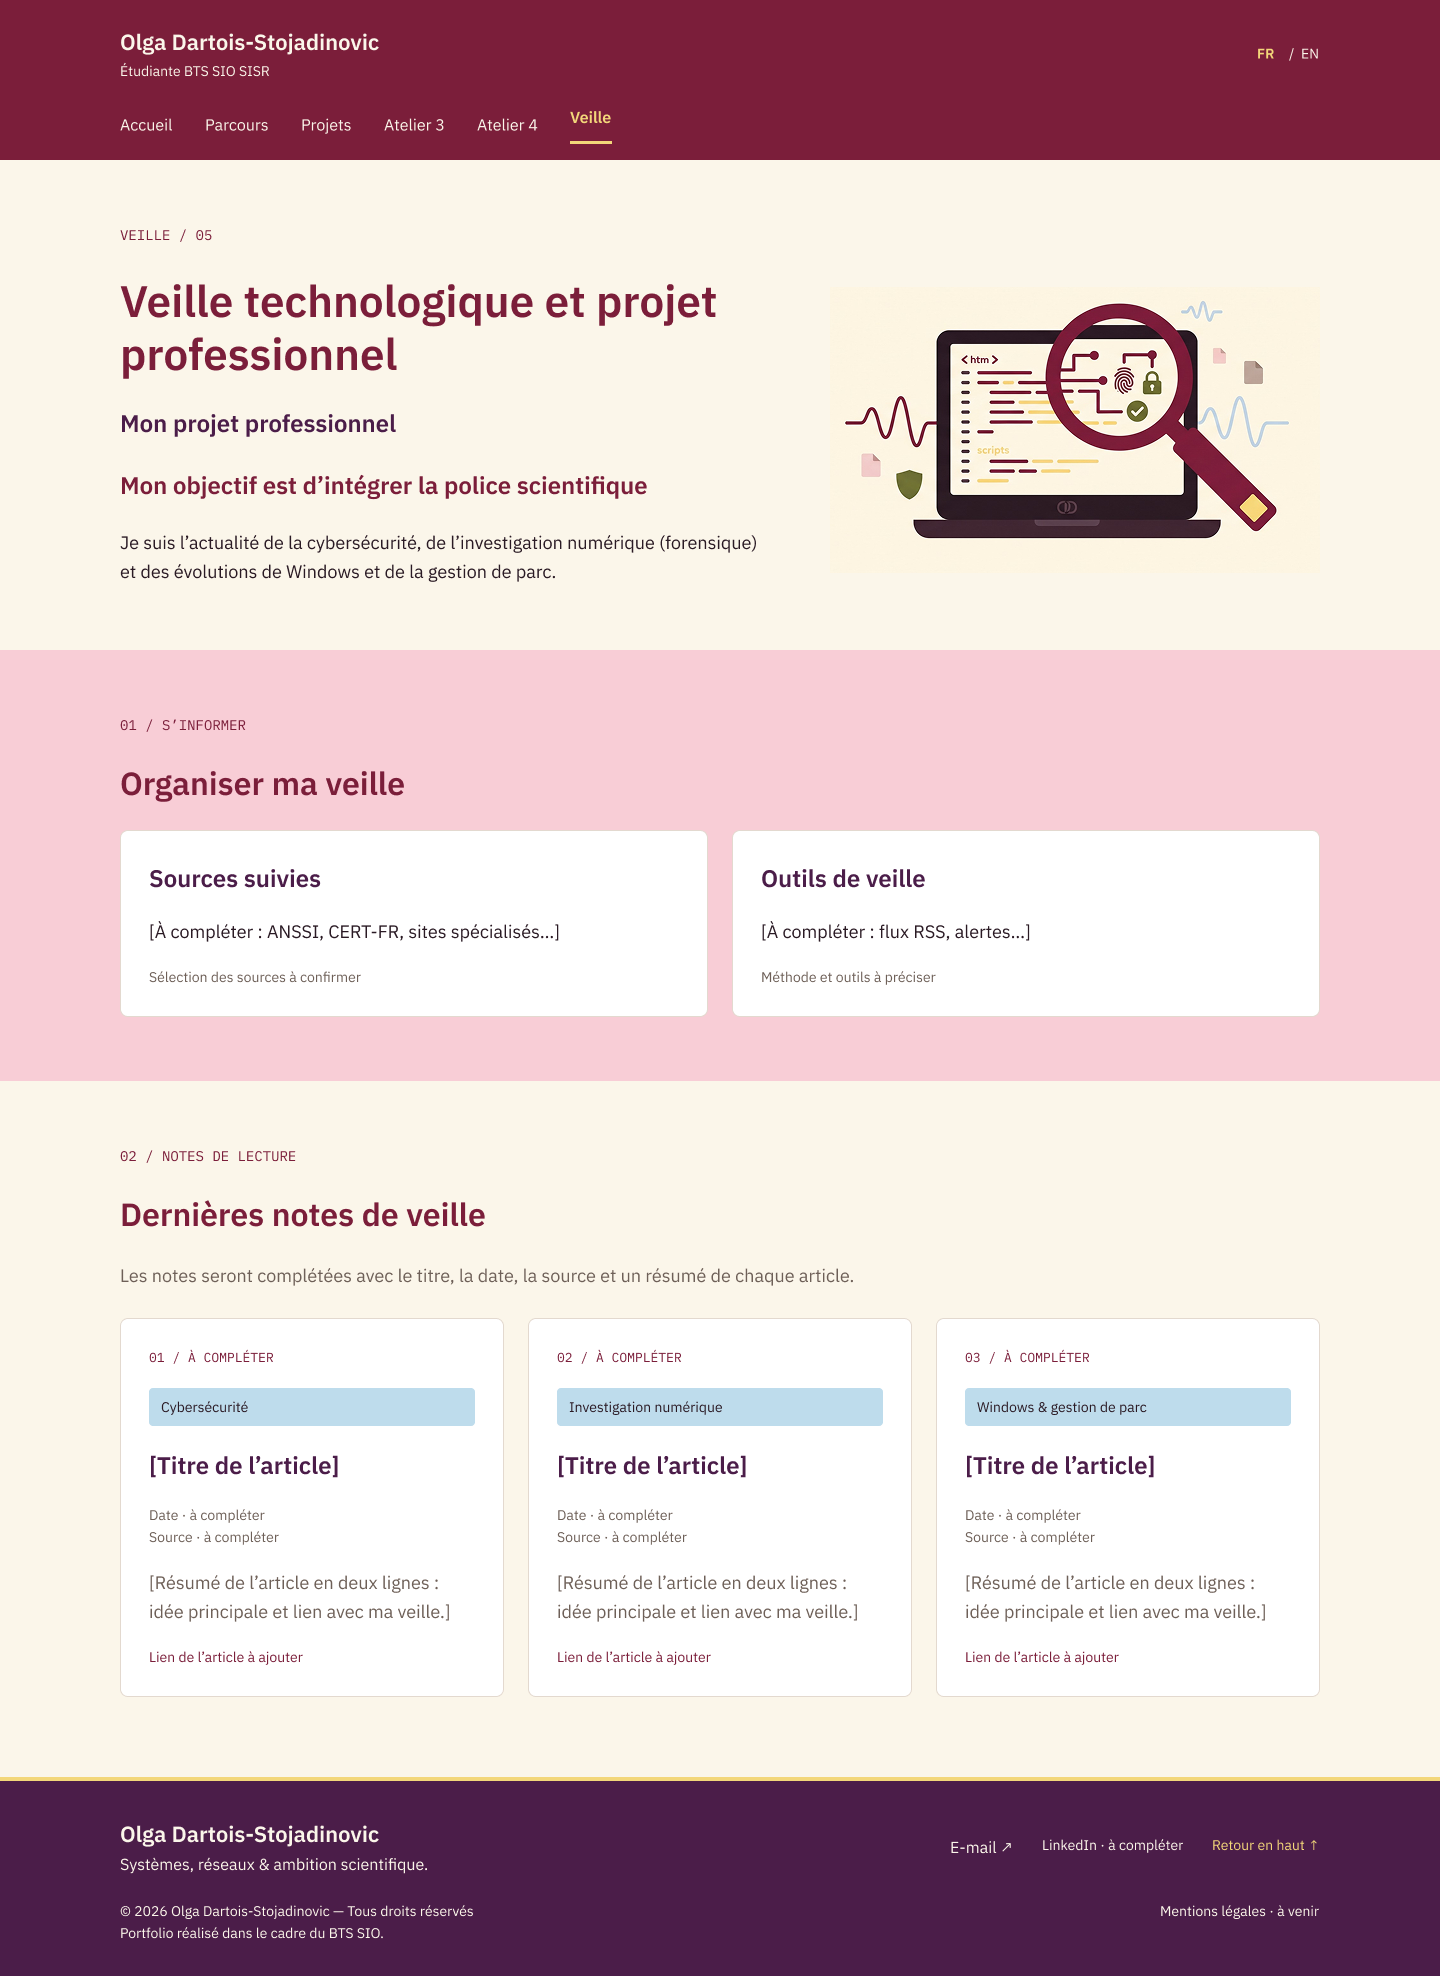 Olga Dartois-Stojadinovic
Étudiante BTS SIO SISR
FR / EN
Accueil Parcours Projets Atelier 3 Atelier 4 Veille
VEILLE / 05
Veille technologique et projet
professionnel
Mon projet professionnel
Mon objectif est d’intégrer la police scientifique
Je suis l’actualité de la cybersécurité, de l’investigation numérique (forensique)
et des évolutions de Windows et de la gestion de parc.
<htm>
scripts
01 / S’INFORMER
Organiser ma veille
Sources suivies
[À compléter : ANSSI, CERT-FR, sites spécialisés…]
Sélection des sources à confirmer
Outils de veille
[À compléter : flux RSS, alertes…]
Méthode et outils à préciser
02 / NOTES DE LECTURE
Dernières notes de veille
Les notes seront complétées avec le titre, la date, la source et un résumé de chaque article.
01 / À COMPLÉTER
Cybersécurité
[Titre de l’article]
Date · à compléter
Source · à compléter
[Résumé de l’article en deux lignes :
idée principale et lien avec ma veille.]
Lien de l’article à ajouter
02 / À COMPLÉTER
Investigation numérique
[Titre de l’article]
Date · à compléter
Source · à compléter
[Résumé de l’article en deux lignes :
idée principale et lien avec ma veille.]
Lien de l’article à ajouter
03 / À COMPLÉTER
Windows & gestion de parc
[Titre de l’article]
Date · à compléter
Source · à compléter
[Résumé de l’article en deux lignes :
idée principale et lien avec ma veille.]
Lien de l’article à ajouter
Olga Dartois-Stojadinovic
Systèmes, réseaux & ambition scientifique.
E-mail ↗ LinkedIn · à compléter Retour en haut ↑
© 2026 Olga Dartois-Stojadinovic — Tous droits réservés
Portfolio réalisé dans le cadre du BTS SIO.
Mentions légales · à venir